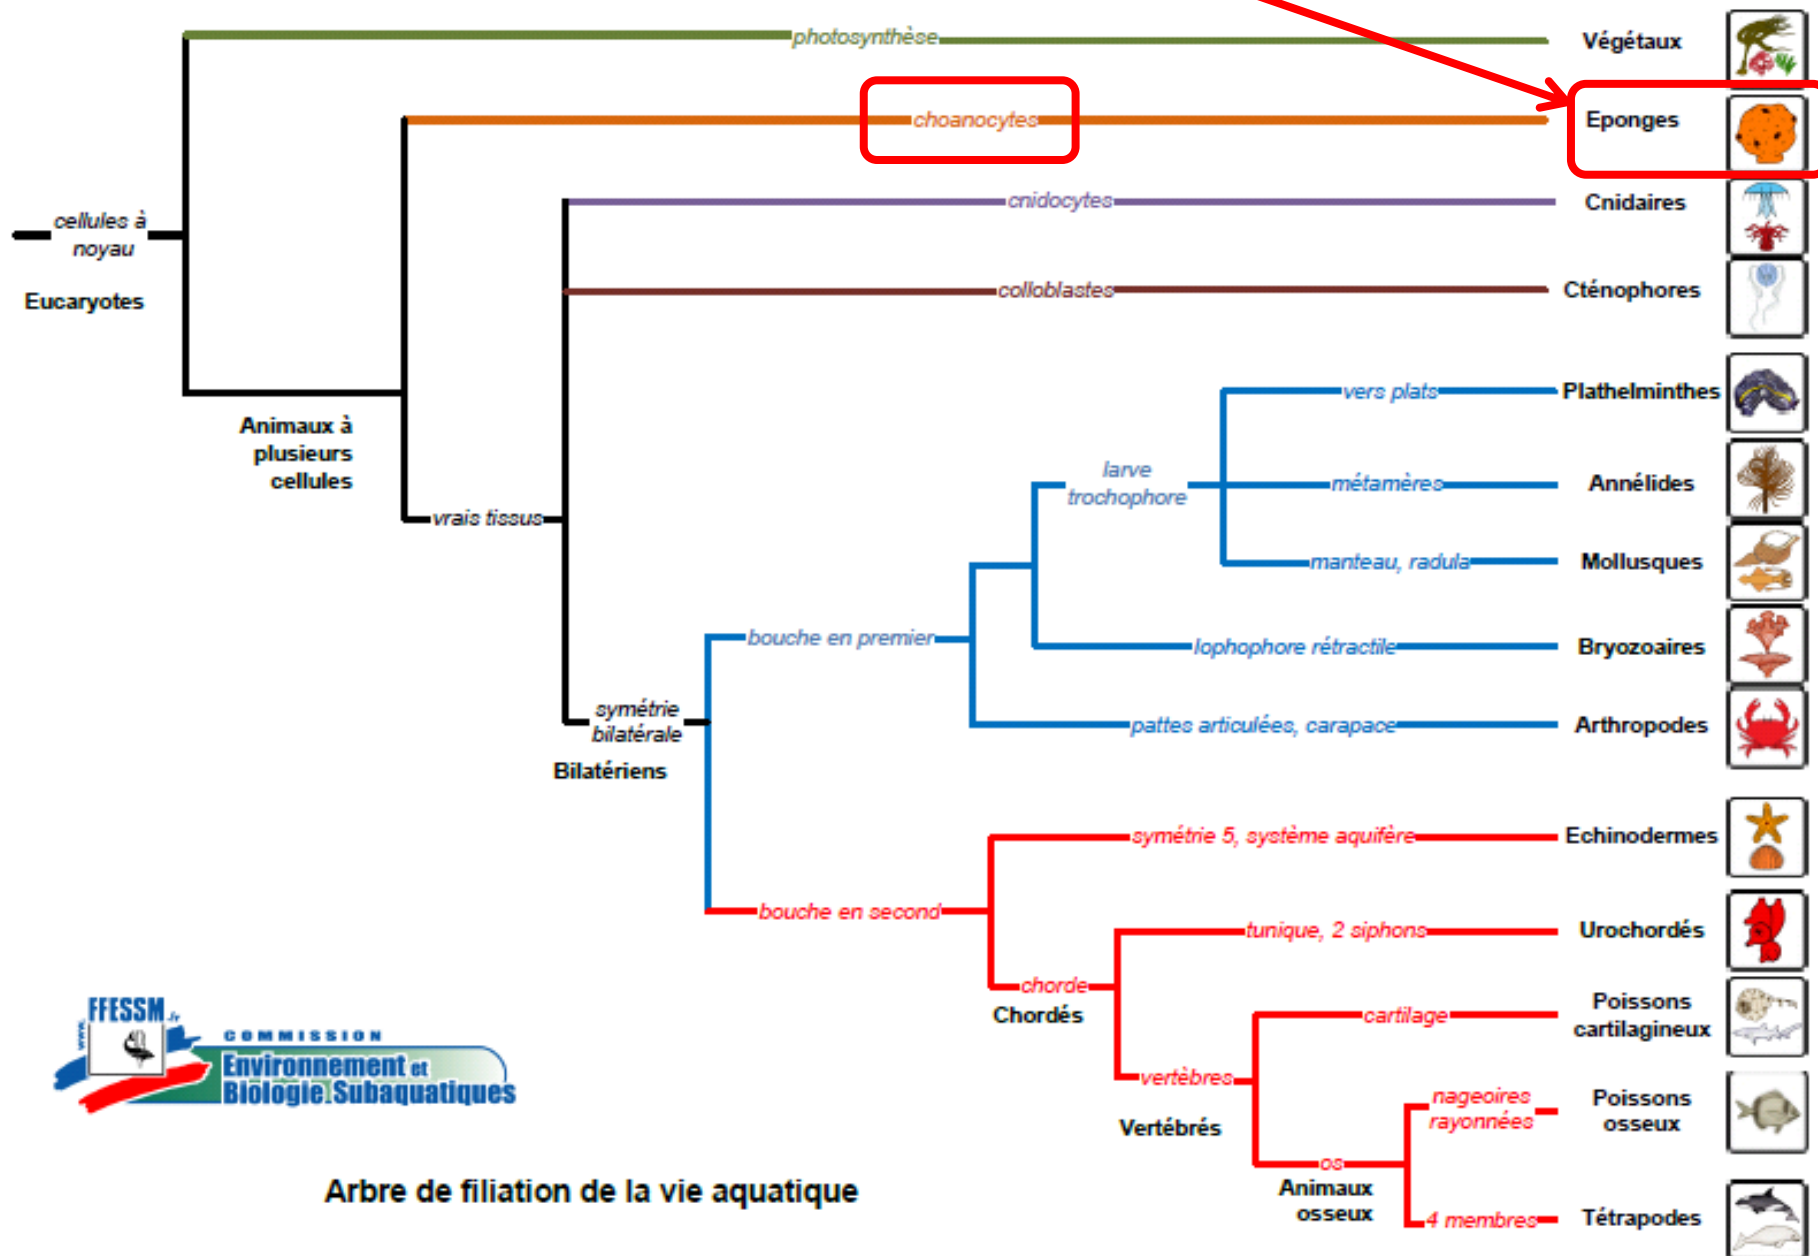 photosynthèse
Végétaux
choanocytes
Eponges
cnidocytes
Cnidaires
cellules à
noyau
Eucaryotes
colloblastes
Cténophores
vers plats
Plathelminthes
Animaux à
plusieurs
cellules
larve
trochophore
métamères
Annélides
vrais tissus
manteau, radula
Mollusques
bouche en premier
lophophore rétractile
Bryozoaires
symétrie
bilatérale
Bilatériens
pattes articulées, carapace
Arthropodes
symétrie 5, système aquifère
Echinodermes
bouche en second
tunique, 2 siphons
Urochordés
chorde
Chordés
cartilage
Poissons
cartilagineux
vertèbres
Vertébrés
nageoires
rayonnées
Poissons
osseux
os
Animaux
osseux
4 membres
Tétrapodes
www.
FFESSM.fr
COMMISSION
Environnement et
Biologie.Subaquatiques
Arbre de filiation de la vie aquatique